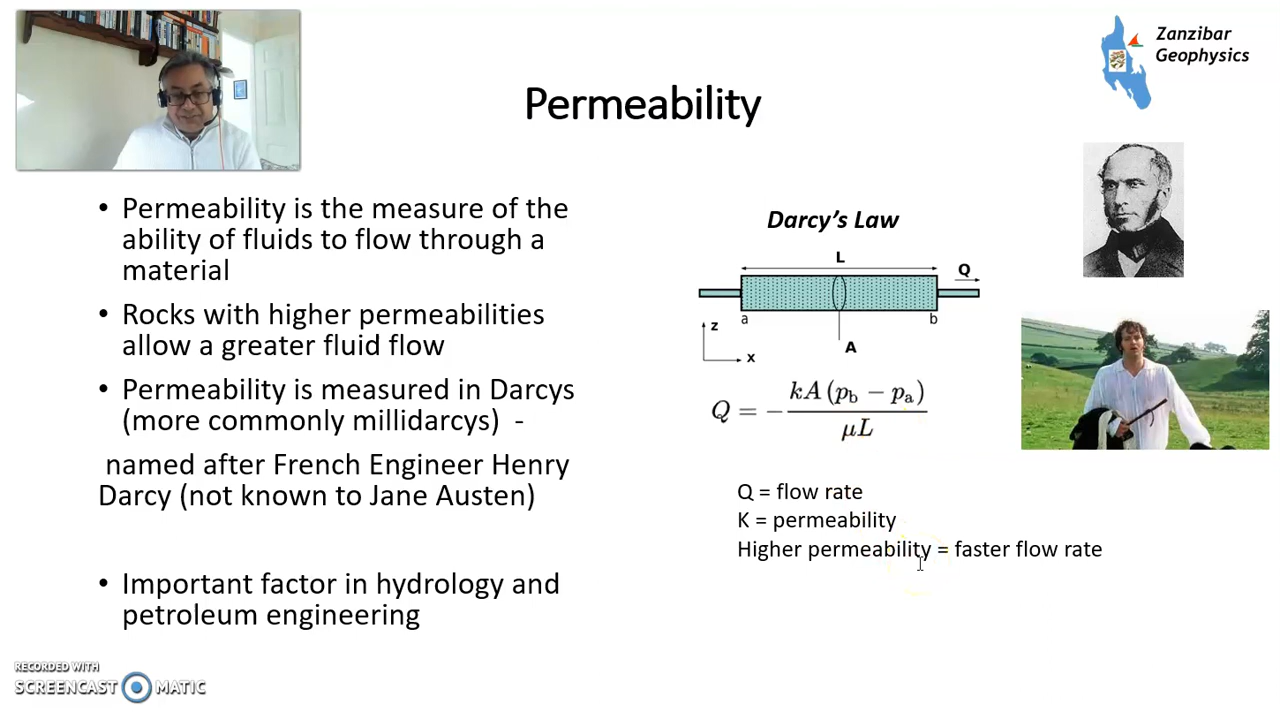 Zanzibar
Geophysics
Permeability
• Permeability is the measure of the
ability of fluids to flow through a
material
• Rocks with higher permeabilities
allow a greater fluid flow
• Permeability is measured in Darcys
(more commonly millidarcys) -
named after French Engineer Henry
Darcy (not known to Jane Austen)
• Important factor in hydrology and
petroleum engineering
Darcy’s Law
L
Q
a
b
z
x
A
Q = − kA (p_b − p_a) / μL
Q = flow rate
K = permeability
Higher permeability = faster flow rate
RECORDED WITH
SCREENCAST MATIC